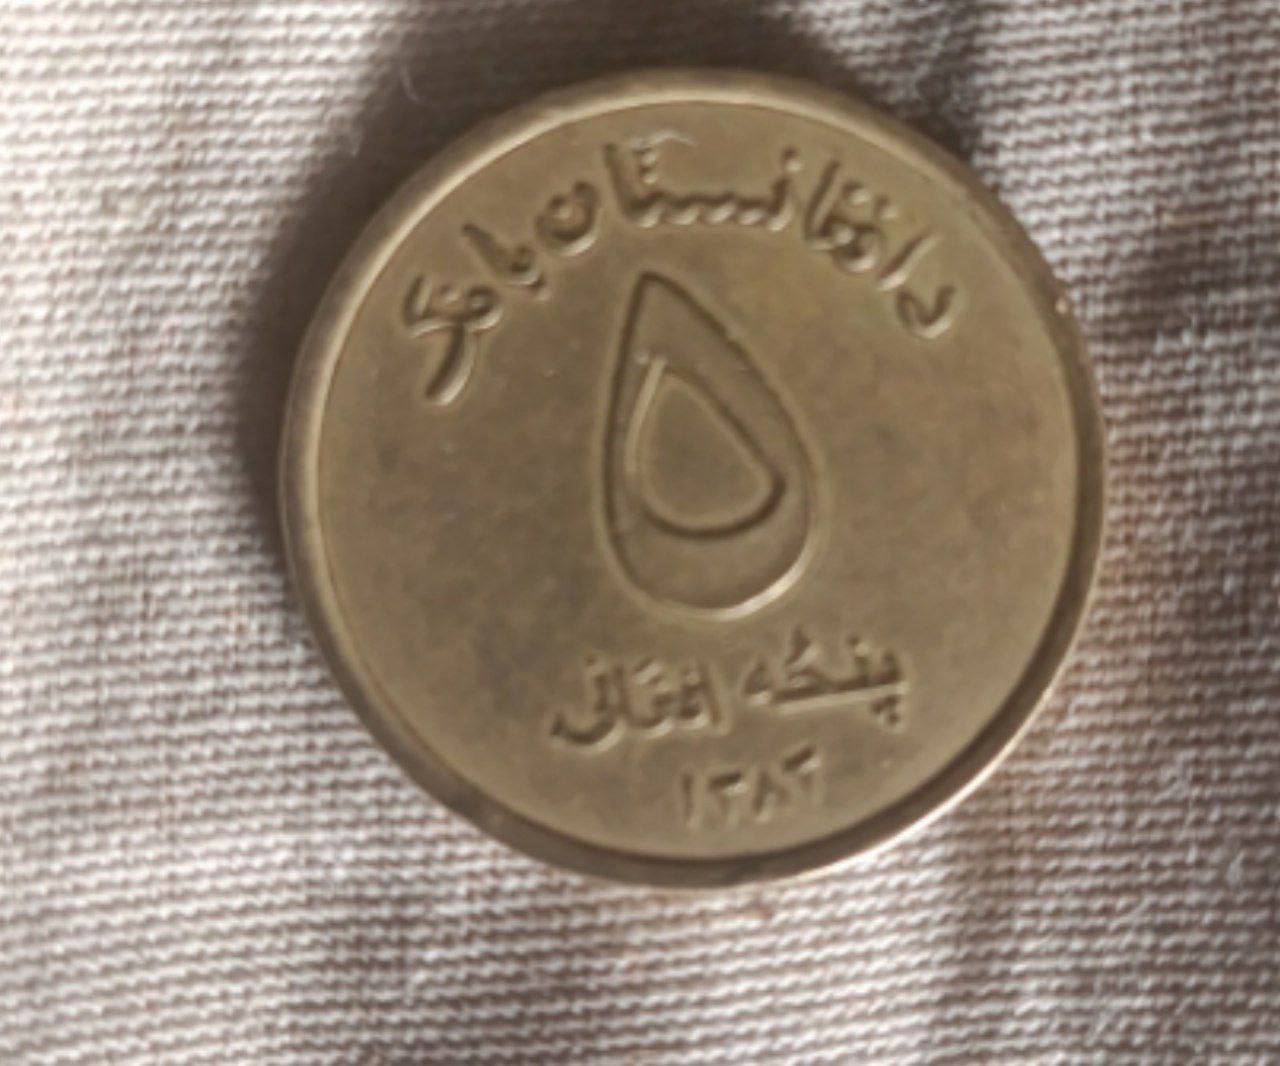 د افغانستان بانک
۵
پنځه افغانۍ
۱۳۸۳